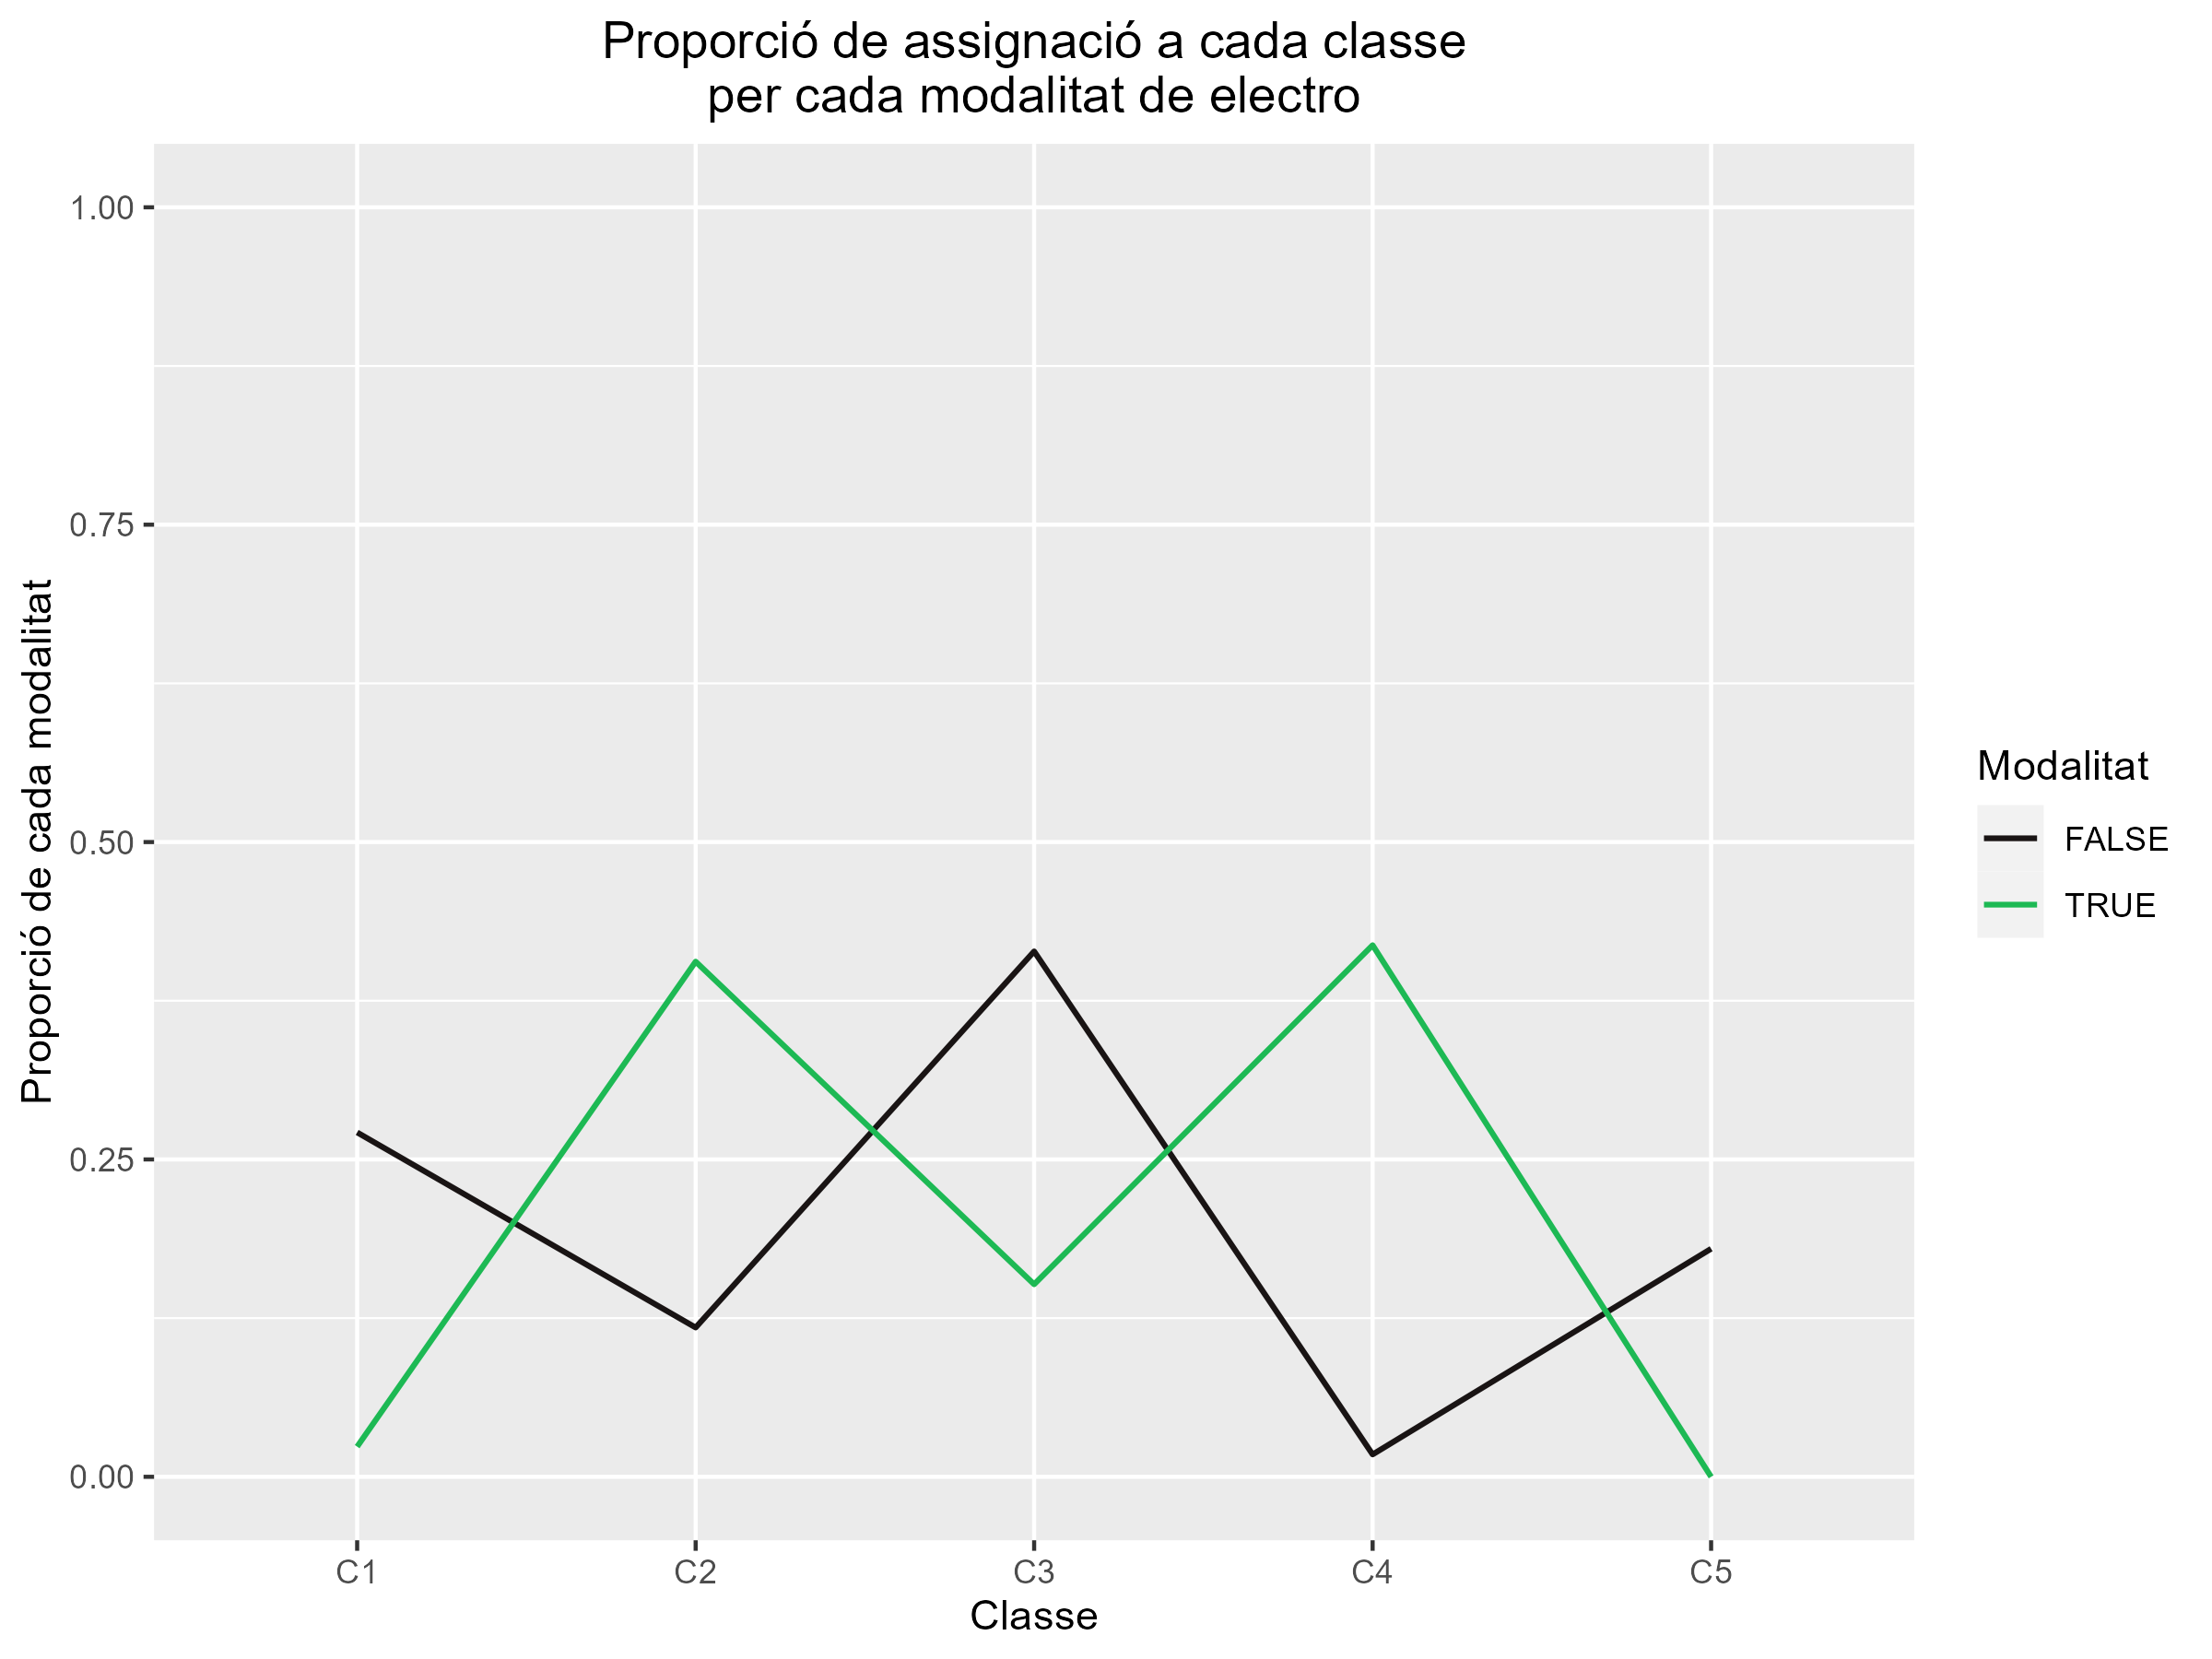 Proporció de assignació a cada classe
per cada modalitat de electro
Proporció de cada modalitat
1.00
0.75
0.50
0.25
0.00
C1
C2
C3
C4
C5
Classe
Modalitat
FALSE
TRUE